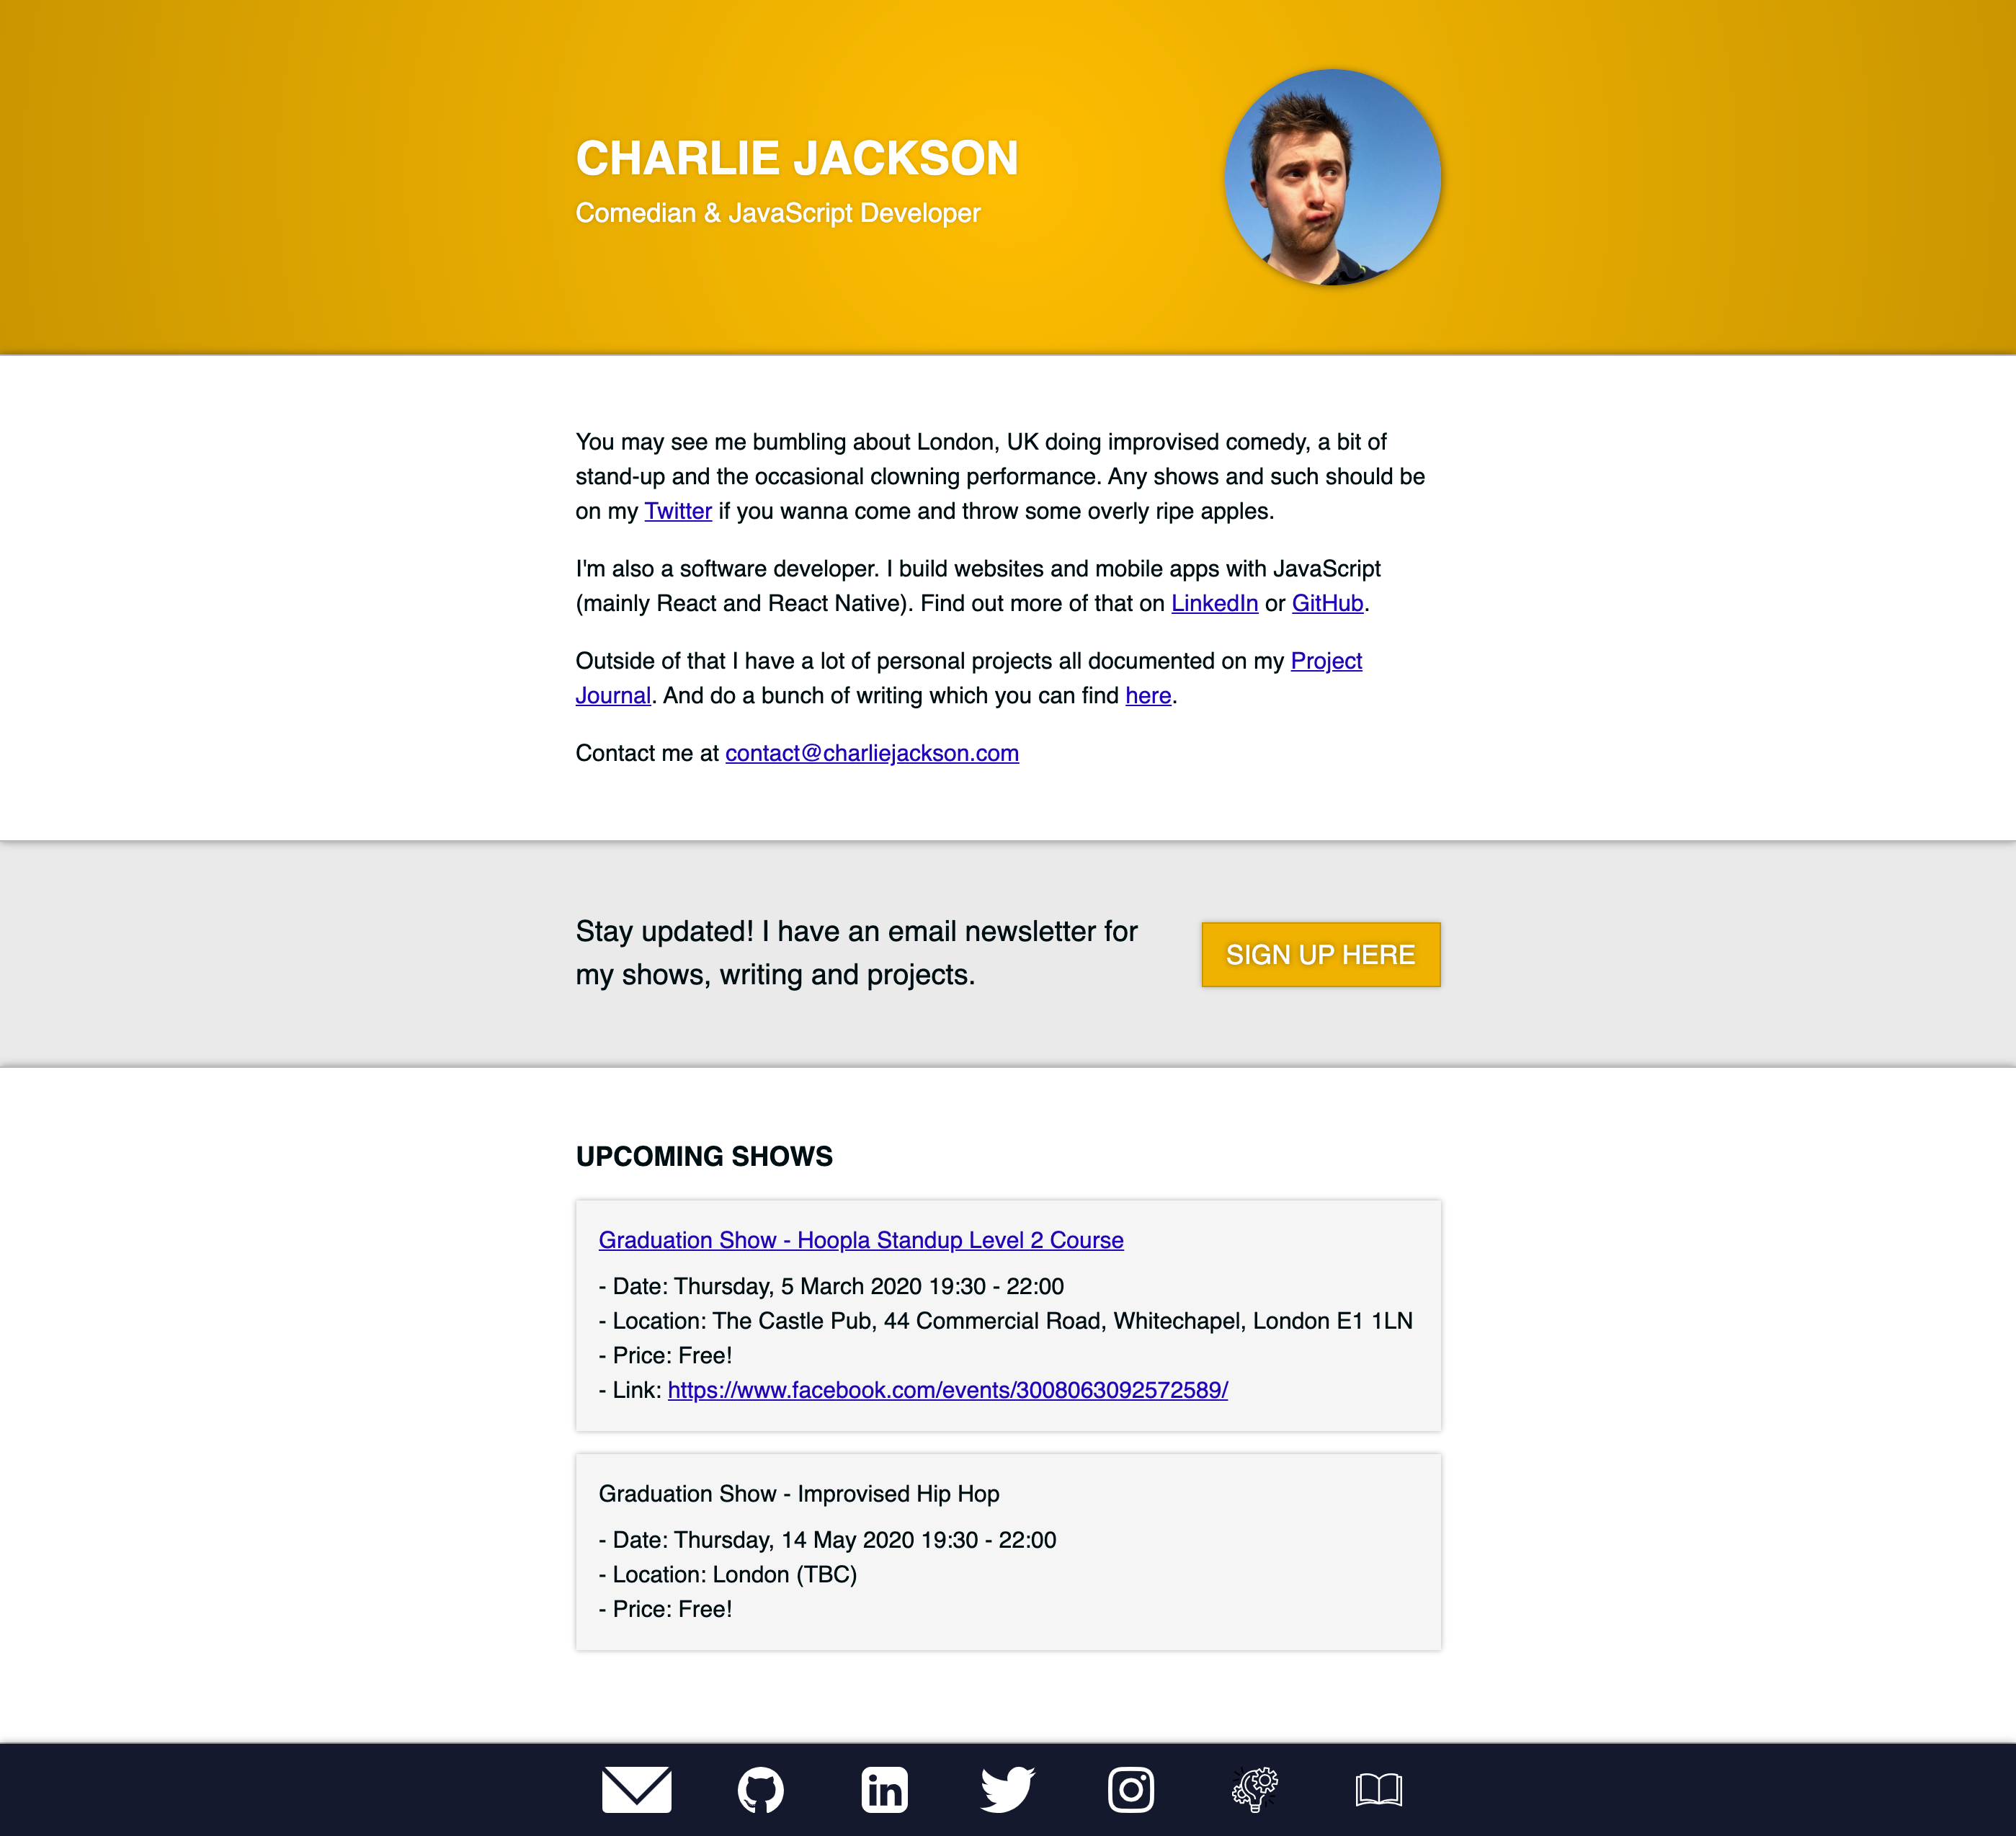 CHARLIE JACKSON
Comedian & JavaScript Developer
You may see me bumbling about London, UK doing improvised comedy, a bit of
stand-up and the occasional clowning performance. Any shows and such should be
on my Twitter if you wanna come and throw some overly ripe apples.
I'm also a software developer. I build websites and mobile apps with JavaScript
(mainly React and React Native). Find out more of that on LinkedIn or GitHub.
Outside of that I have a lot of personal projects all documented on my Project
Journal. And do a bunch of writing which you can find here.
Contact me at contact@charliejackson.com
Stay updated! I have an email newsletter for
my shows, writing and projects.
SIGN UP HERE
UPCOMING SHOWS
Graduation Show - Hoopla Standup Level 2 Course
- Date: Thursday, 5 March 2020 19:30 - 22:00
- Location: The Castle Pub, 44 Commercial Road, Whitechapel, London E1 1LN
- Price: Free!
- Link: https://www.facebook.com/events/3008063092572589/
Graduation Show - Improvised Hip Hop
- Date: Thursday, 14 May 2020 19:30 - 22:00
- Location: London (TBC)
- Price: Free!
in